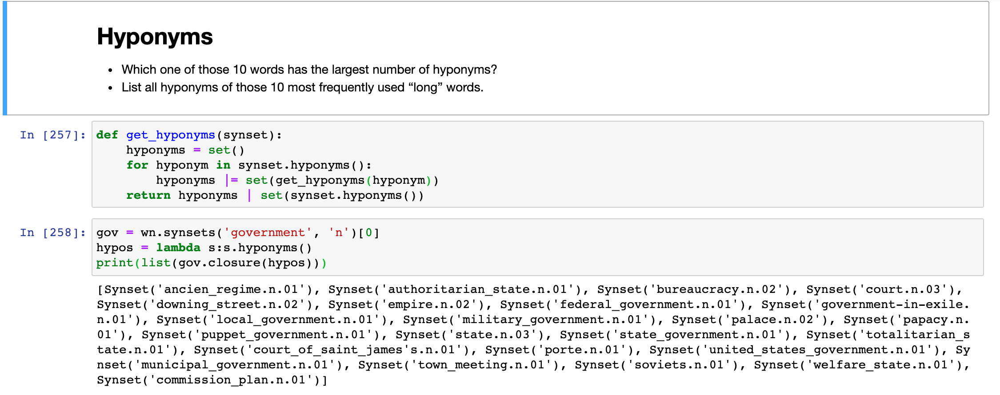 Hyponyms
• Which one of those 10 words has the largest number of hyponyms?
• List all hyponyms of those 10 most frequently used “long” words.
In [257]: def get_hyponyms(synset):
    hyponyms = set()
    for hyponym in synset.hyponyms():
        hyponyms |= set(get_hyponyms(hyponym))
    return hyponyms | set(synset.hyponyms())
In [258]: gov = wn.synsets('government', 'n')[0]
hypos = lambda s:s.hyponyms()
print(list(gov.closure(hypos)))
[Synset('ancien_regime.n.01'), Synset('authoritarian_state.n.01'), Synset('bureaucracy.n.02'), Synset('court.n.03'),
Synset('downing_street.n.02'), Synset('empire.n.02'), Synset('federal_government.n.01'), Synset('government-in-exile.
n.01'), Synset('local_government.n.01'), Synset('military_government.n.01'), Synset('palace.n.02'), Synset('papacy.n.
01'), Synset('puppet_government.n.01'), Synset('state.n.03'), Synset('state_government.n.01'), Synset('totalitarian_s
tate.n.01'), Synset('court_of_saint_james's.n.01'), Synset('porte.n.01'), Synset('united_states_government.n.01'), Sy
nset('municipal_government.n.01'), Synset('town_meeting.n.01'), Synset('soviets.n.01'), Synset('welfare_state.n.01'),
Synset('commission_plan.n.01')]